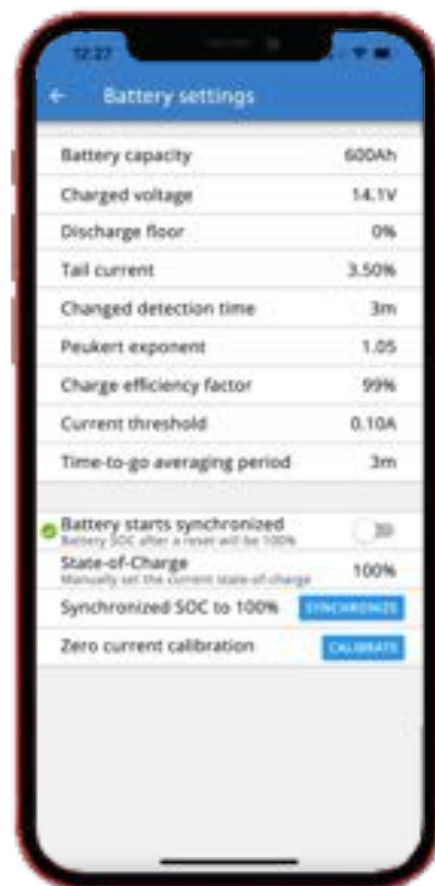 12:27
Battery settings
Battery capacity 600Ah
Charged voltage 14.1V
Discharge floor 0%
Tail current 3.50%
Changed detection time 3m
Peukert exponent 1.05
Charge efficiency factor 99%
Current threshold 0.10A
Time-to-go averaging period 3m
Battery starts synchronized
Battery SOC after a reset will be 100%
State-of-Charge 100%
Manually set the current state-of-charge
Synchronized SOC to 100% SYNCHRONIZE
Zero current calibration CALIBRATE